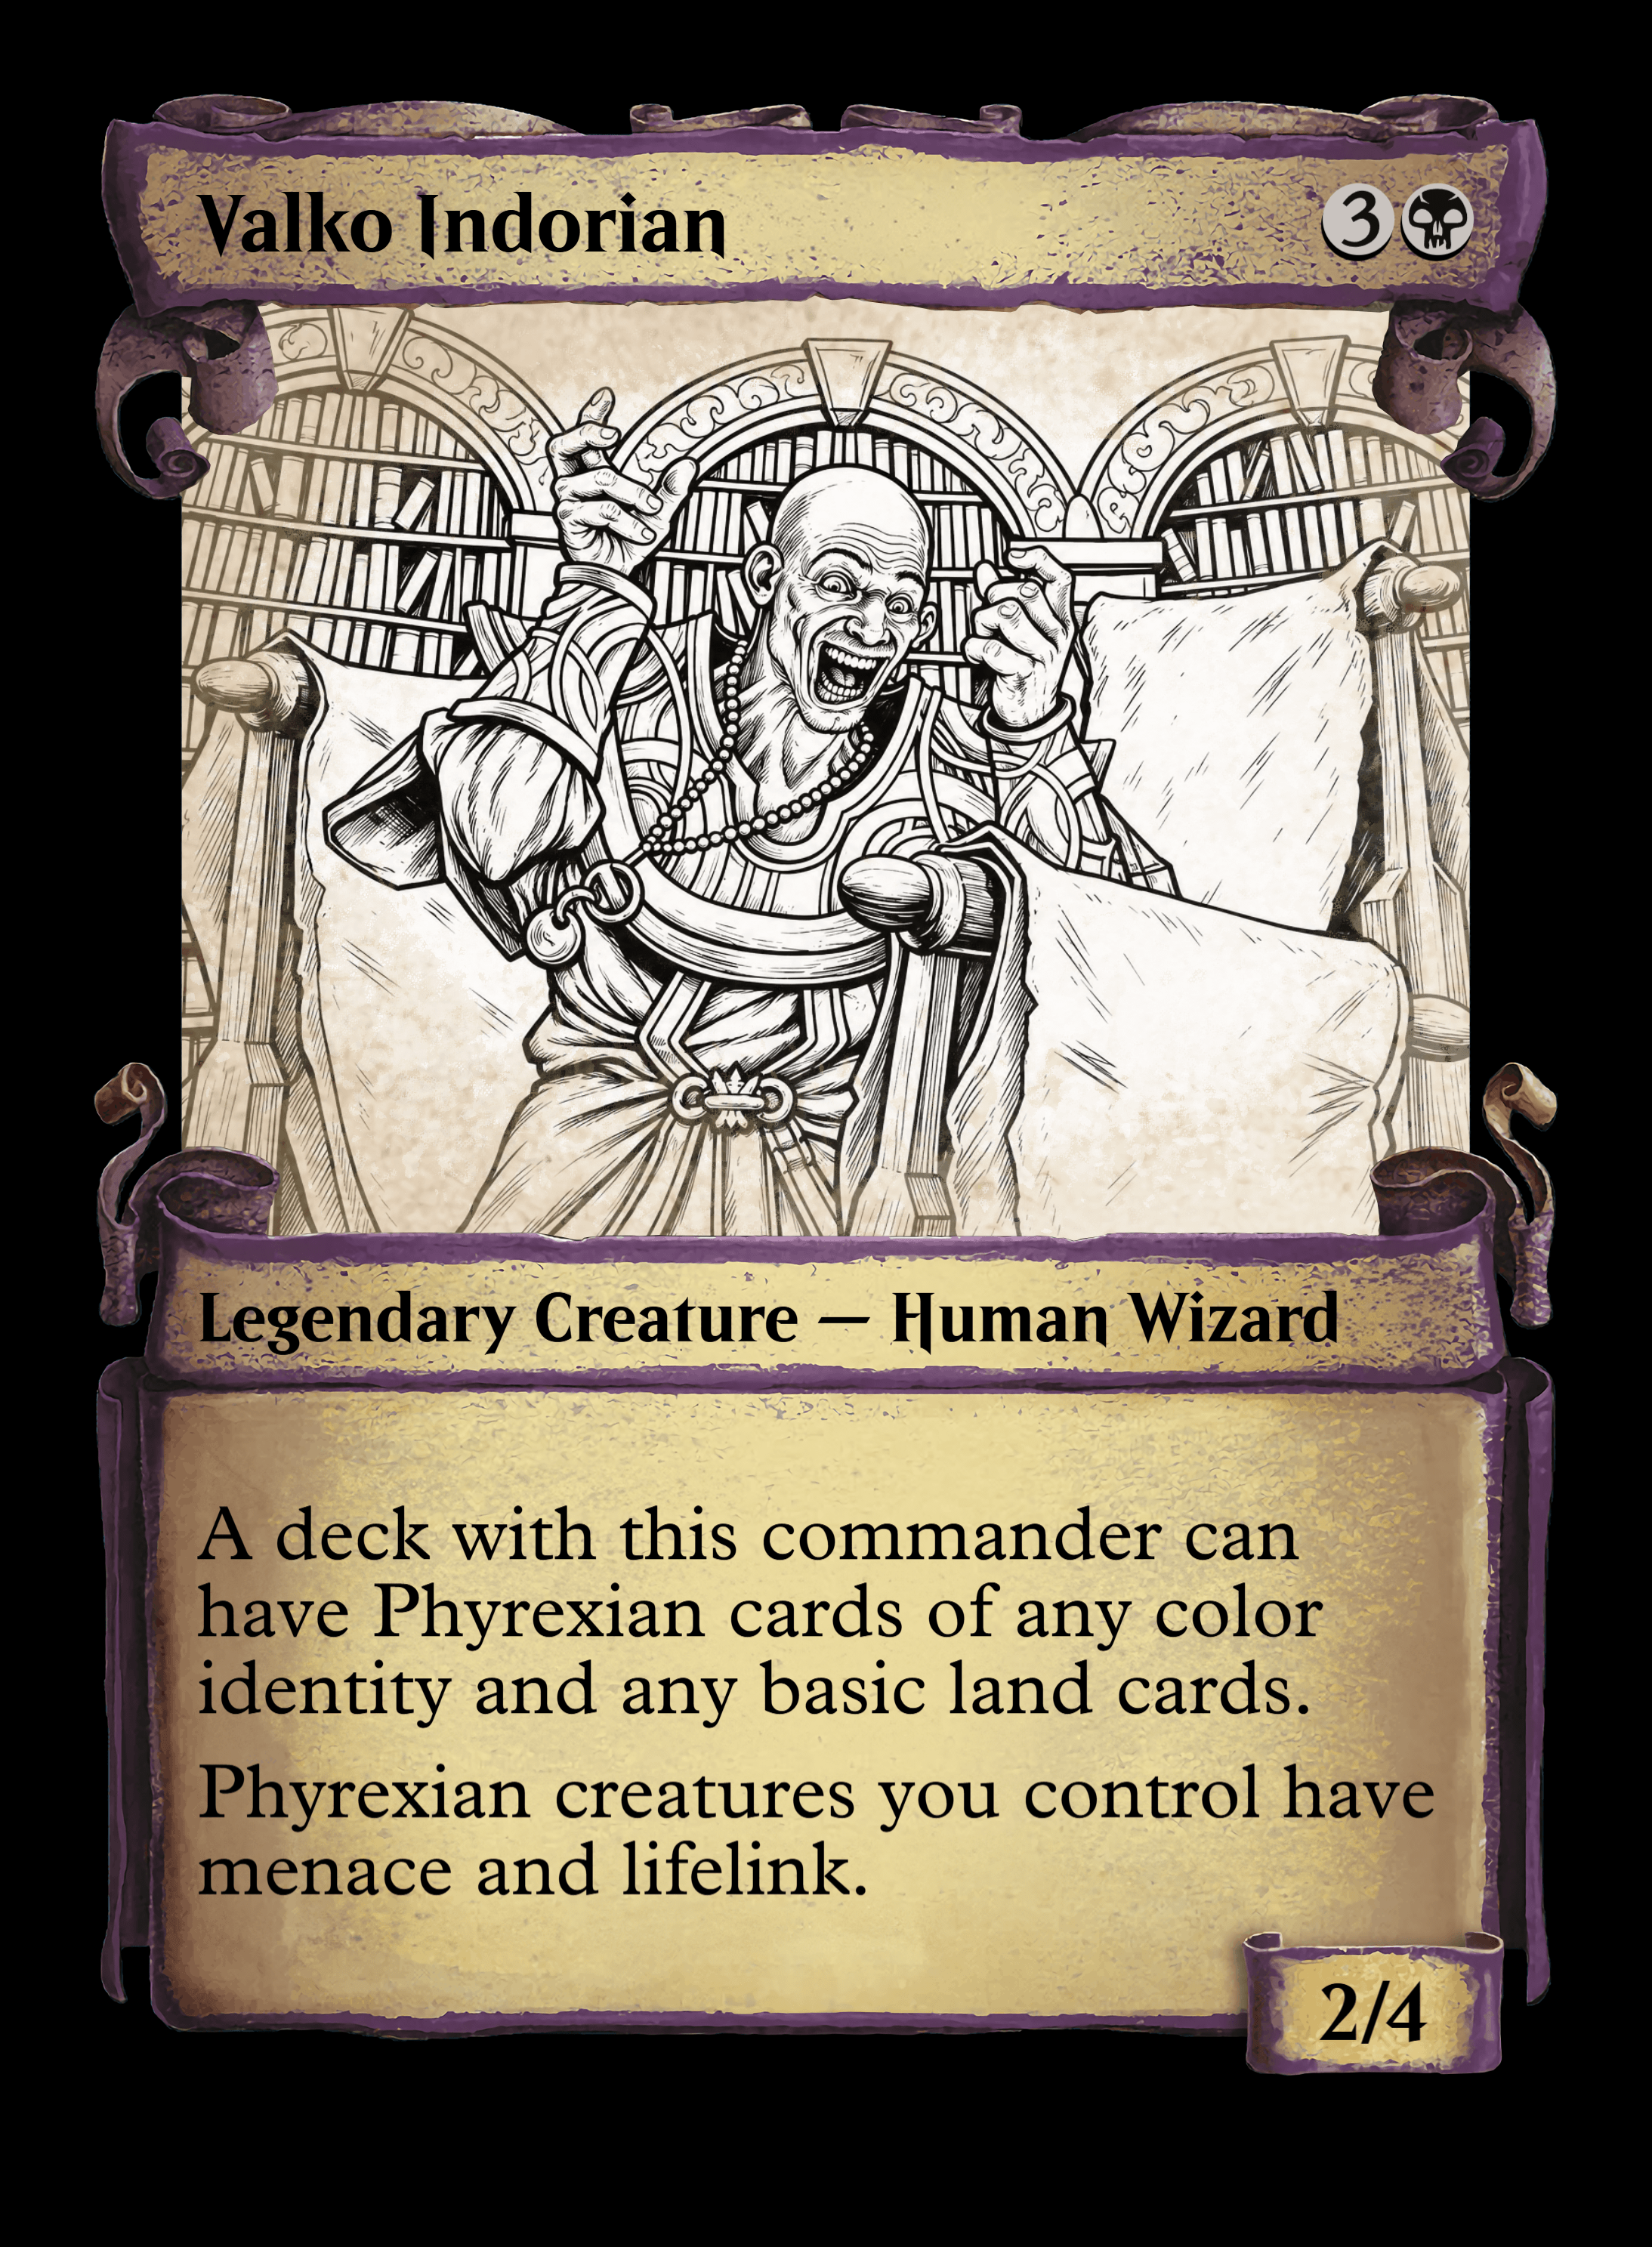 Valko Indorian 3
Legendary Creature — Human Wizard
A deck with this commander can
have Phyrexian cards of any color
identity and any basic land cards.
Phyrexian creatures you control have
menace and lifelink.
2/4